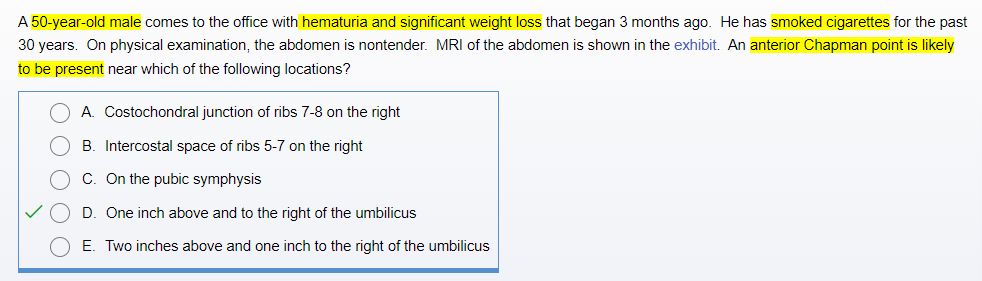 A 50-year-old male comes to the office with hematuria and significant weight loss that began 3 months ago. He has smoked cigarettes for the past
30 years. On physical examination, the abdomen is nontender. MRI of the abdomen is shown in the exhibit. An anterior Chapman point is likely
to be present near which of the following locations?
A. Costochondral junction of ribs 7-8 on the right
B. Intercostal space of ribs 5-7 on the right
C. On the pubic symphysis
D. One inch above and to the right of the umbilicus
E. Two inches above and one inch to the right of the umbilicus